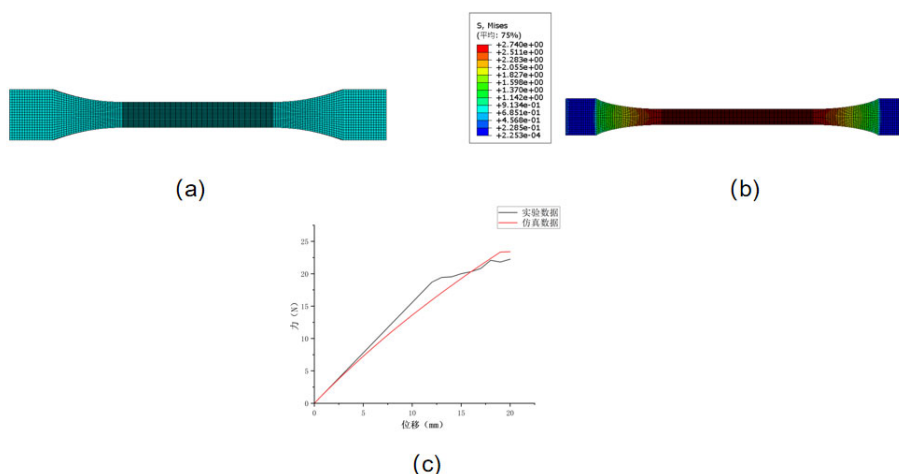 S, Mises
(平均: 75%)
+2.740e+00
+2.511e+00
+2.283e+00
+2.055e+00
+1.827e+00
+1.598e+00
+1.370e+00
+1.142e+00
+9.134e-01
+6.851e-01
+4.568e-01
+2.285e-01
+2.253e-04
(a)
(b)
实验数据
仿真数据
25
20
15
10
5
0
力 (N)
0 5 10 15 20
位移 (mm)
(c)